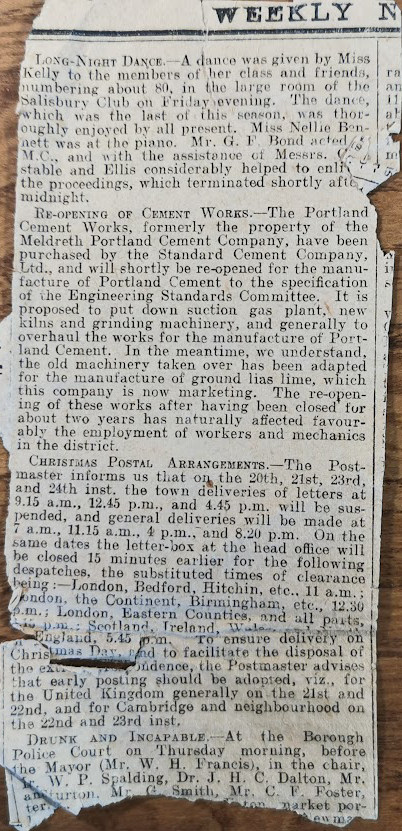 WEEKLY N
LONG-NIGHT DANCE.—A dance was given by Miss
Kelly to the members of her class and friends,
numbering about 80, in the large room of the
Salisbury Club on Friday evening. The dance,
which was the last of this season, was thor-
oughly enjoyed by all present. Miss Nellie Ben-
nett was at the piano. Mr. G. F. Bond acted
M.C., and with the assistance of Messrs.
stable and Ellis considerably helped to enli
the proceedings, which terminated shortly afte
midnight.
RE-OPENING OF CEMENT WORKS.—The Portland
Cement Works, formerly the property of the
Meldreth Portland Cement Company, have been
purchased by the Standard Cement Company,
Ltd., and will shortly be re-opened for the manu-
facture of Portland Cement to the specification
of the Engineering Standards Committee. It is
proposed to put down suction gas plant, new
kilns and grinding machinery, and generally to
overhaul the works for the manufacture of Port-
land Cement. In the meantime, we understand,
the old machinery taken over has been adapted
for the manufacture of ground lias lime, which
this company is now marketing. The re-open-
ing of these works after having been closed for
about two years has naturally affected favour-
ably the employment of workers and mechanics
in the district.
CHRISTMAS POSTAL ARRANGEMENTS.—The Post-
master informs us that on the 20th, 21st, 23rd,
and 24th inst. the town deliveries of letters at
9.15 a.m., 12.45 p.m., and 4.45 p.m. will be sus-
pended, and general deliveries will be made at
7 a.m., 11.15 a.m., 4 p.m., and 8.20 p.m. On the
same dates the letter-box at the head office will
be closed 15 minutes earlier for the following
despatches, the substituted times of clearance
being:—London, Bedford, Hitchin, etc., 11 a.m.;
London, the Continent, Birmingham, etc., 12.30
p.m.; London, Eastern Counties, and all parts,
p.m.; Scotland, Ireland,
England, 5.45 p.m. To ensure delivery on
Christmas Day, and to facilitate the disposal of
the pondence, the Postmaster advises
that early posting should be adopted, viz., for
the United Kingdom generally on the 21st and
22nd, and for Cambridge and neighbourhood on
the 22nd and 23rd inst.
DRUNK AND INCAPABLE.—At the Borough
Police Court on Thursday morning, before
the Mayor (Mr. W. H. Francis), in the chair,
W. P. Spalding, Dr. J. H. C. Dalton, Mr.
Mr. G. Smith, Mr. C. F. Foster,
market por-